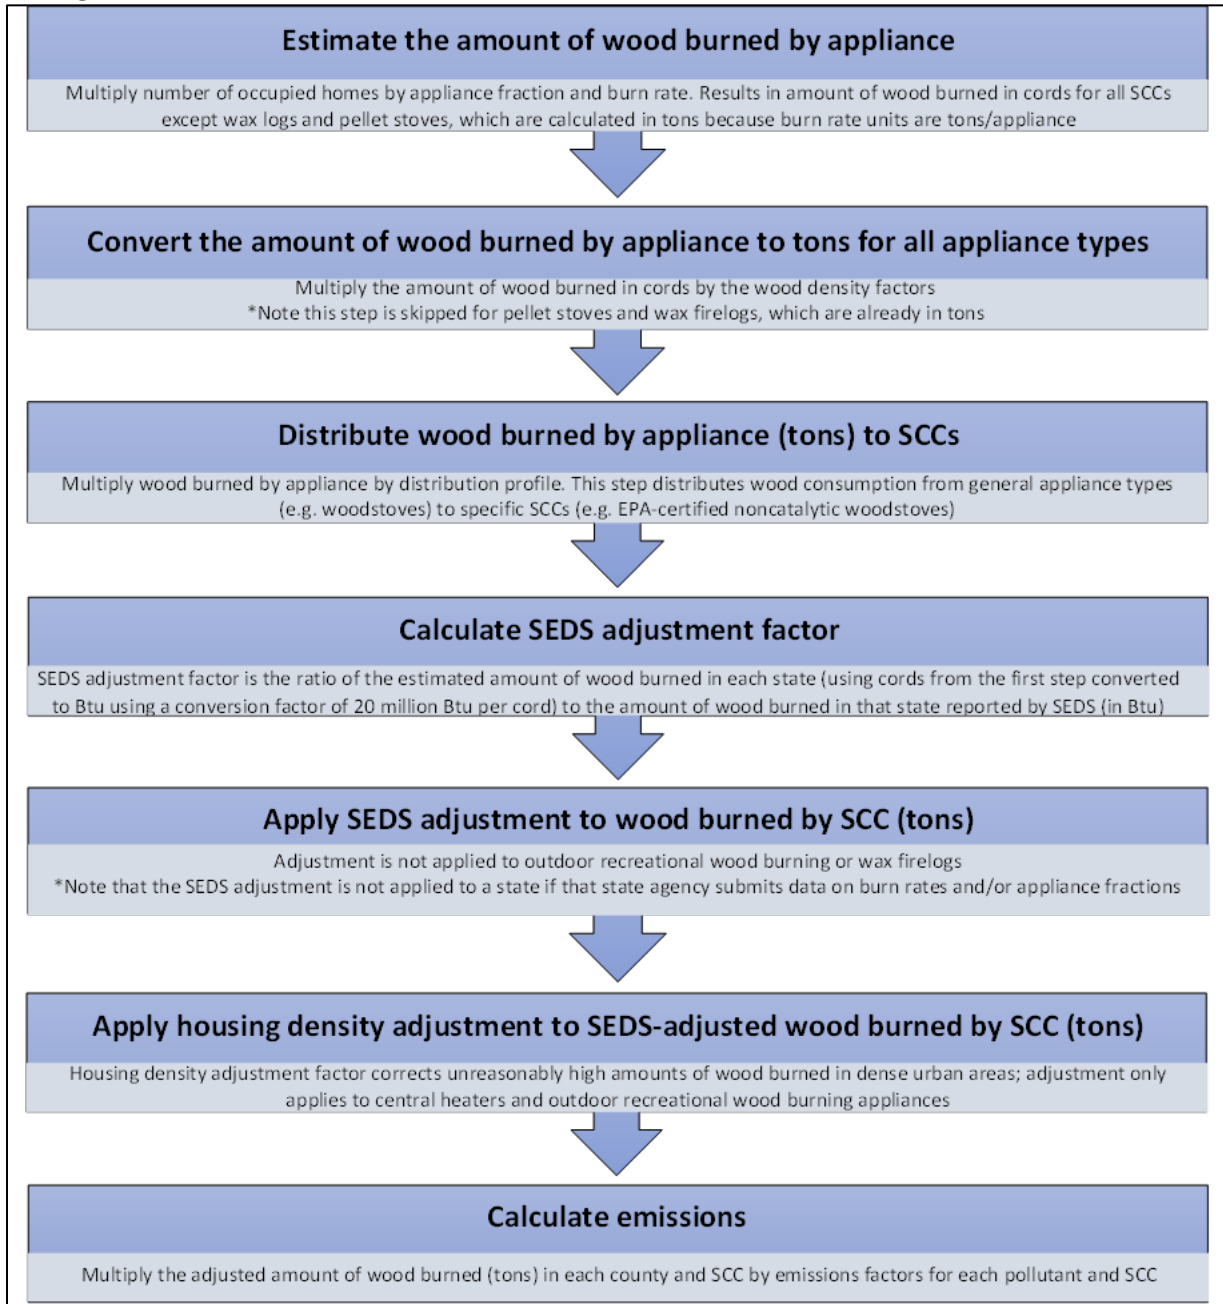 Estimate the amount of wood burned by appliance
Multiply number of occupied homes by appliance fraction and burn rate. Results in amount of wood burned in cords for all SCCs
except wax logs and pellet stoves, which are calculated in tons because burn rate units are tons/appliance
Convert the amount of wood burned by appliance to tons for all appliance types
Multiply the amount of wood burned in cords by the wood density factors
*Note this step is skipped for pellet stoves and wax firelogs, which are already in tons
Distribute wood burned by appliance (tons) to SCCs
Multiply wood burned by appliance by distribution profile. This step distributes wood consumption from general appliance types
(e.g. woodstoves) to specific SCCs (e.g. EPA-certified noncatalytic woodstoves)
Calculate SEDS adjustment factor
SEDS adjustment factor is the ratio of the estimated amount of wood burned in each state (using cords from the first step converted
to Btu using a conversion factor of 20 million Btu per cord) to the amount of wood burned in that state reported by SEDS (in Btu)
Apply SEDS adjustment to wood burned by SCC (tons)
Adjustment is not applied to outdoor recreational wood burning or wax firelogs
*Note that the SEDS adjustment is not applied to a state if that state agency submits data on burn rates and/or appliance fractions
Apply housing density adjustment to SEDS-adjusted wood burned by SCC (tons)
Housing density adjustment factor corrects unreasonably high amounts of wood burned in dense urban areas; adjustment only
applies to central heaters and outdoor recreational wood burning appliances
Calculate emissions
Multiply the adjusted amount of wood burned (tons) in each county and SCC by emissions factors for each pollutant and SCC